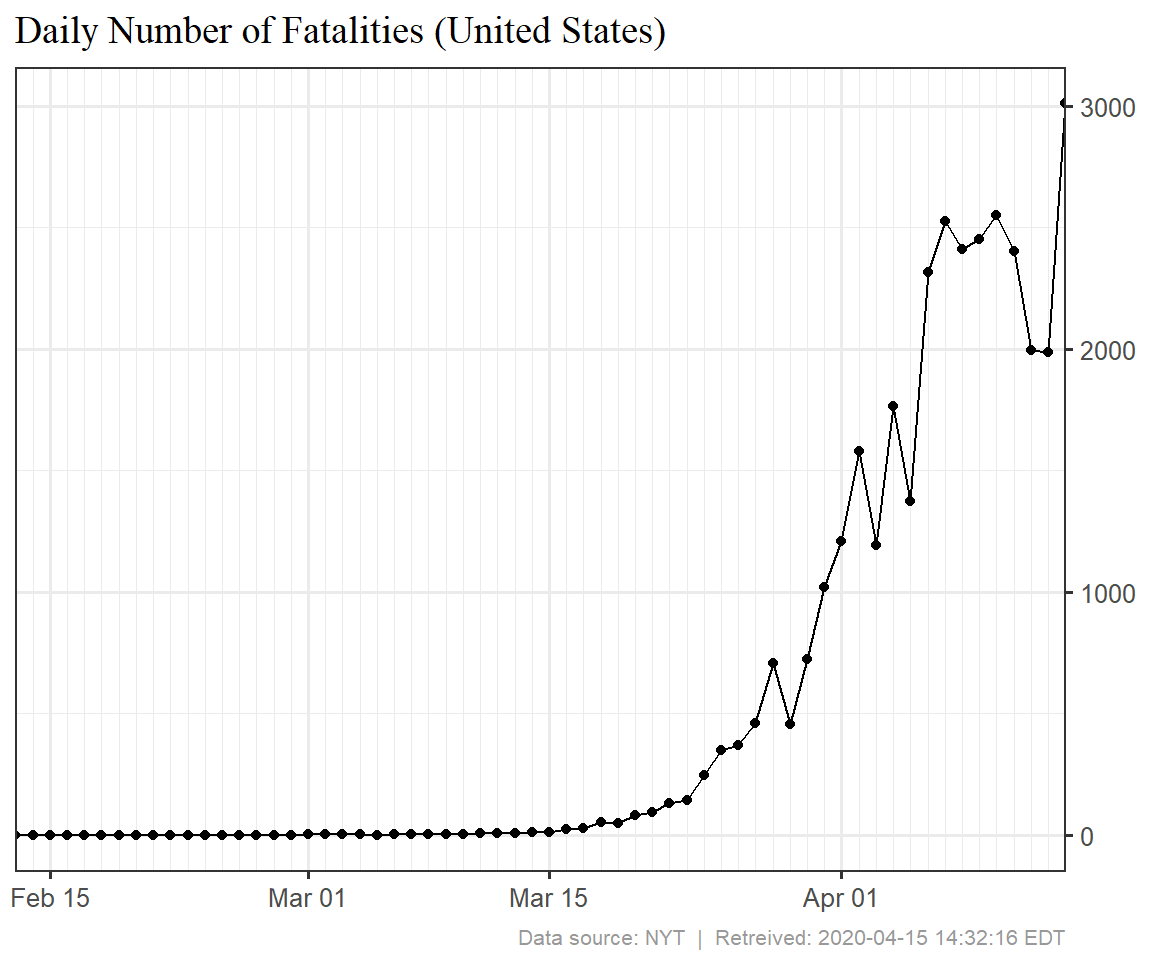 Daily Number of Fatalities (United States)
3000
2000
1000
0
Feb 15 Mar 01 Mar 15 Apr 01
Data source: NYT | Retreived: 2020-04-15 14:32:16 EDT